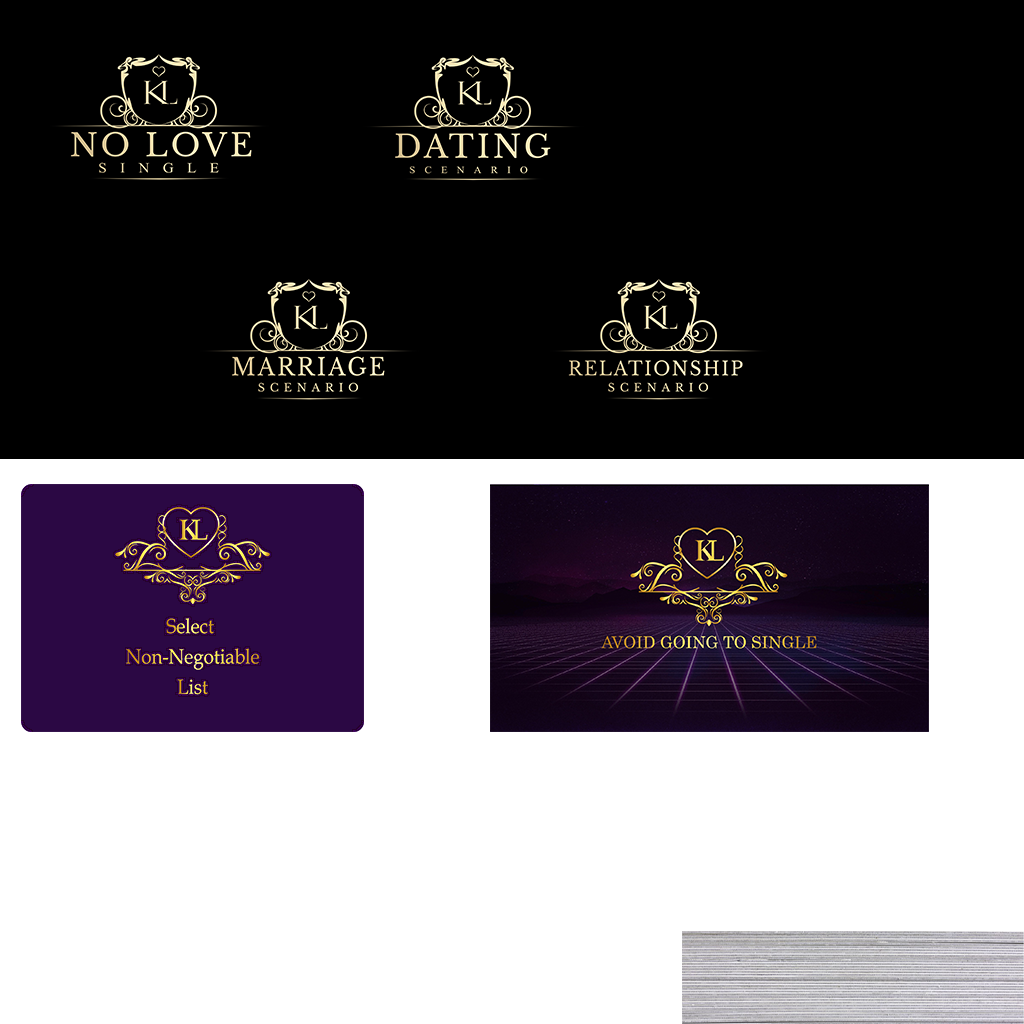 KL
NO LOVE
SINGLE
KL
DATING
SCENARIO
KL
MARRIAGE
SCENARIO
KL
RELATIONSHIP
SCENARIO
KL
Select
Non-Negotiable
List
KL
AVOID GOING TO SINGLE